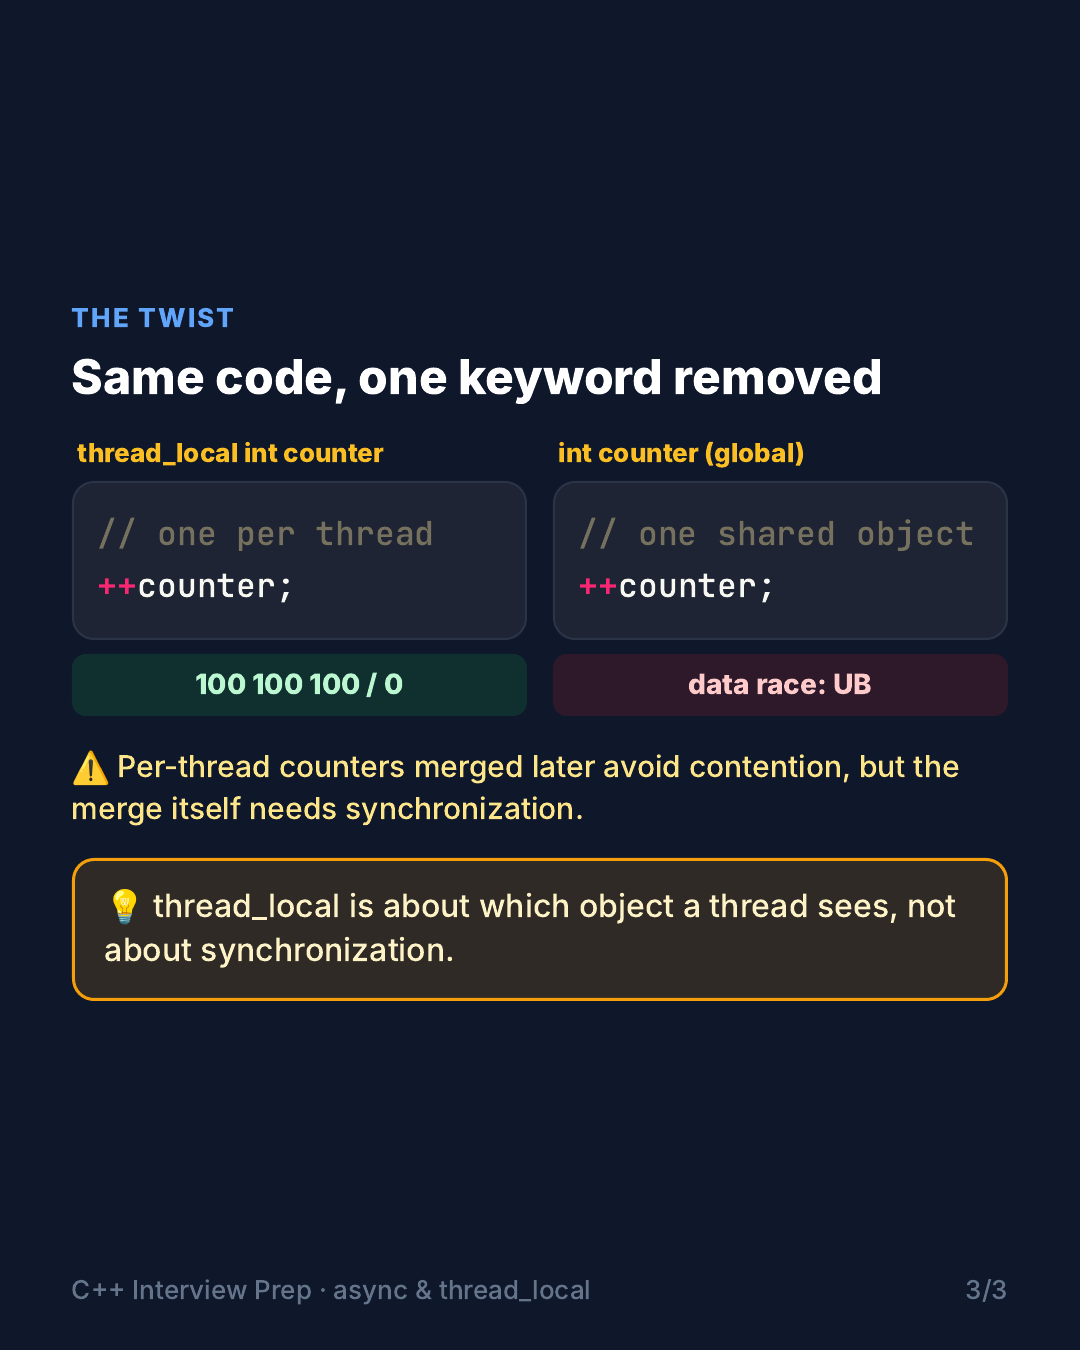 THE TWIST
Same code, one keyword removed
thread_local int counter
// one per thread
++counter;
100 100 100 / 0
int counter (global)
// one shared object
++counter;
data race: UB
⚠️ Per-thread counters merged later avoid contention, but the
merge itself needs synchronization.
💡 thread_local is about which object a thread sees, not
about synchronization.
C++ Interview Prep · async & thread_local
3/3